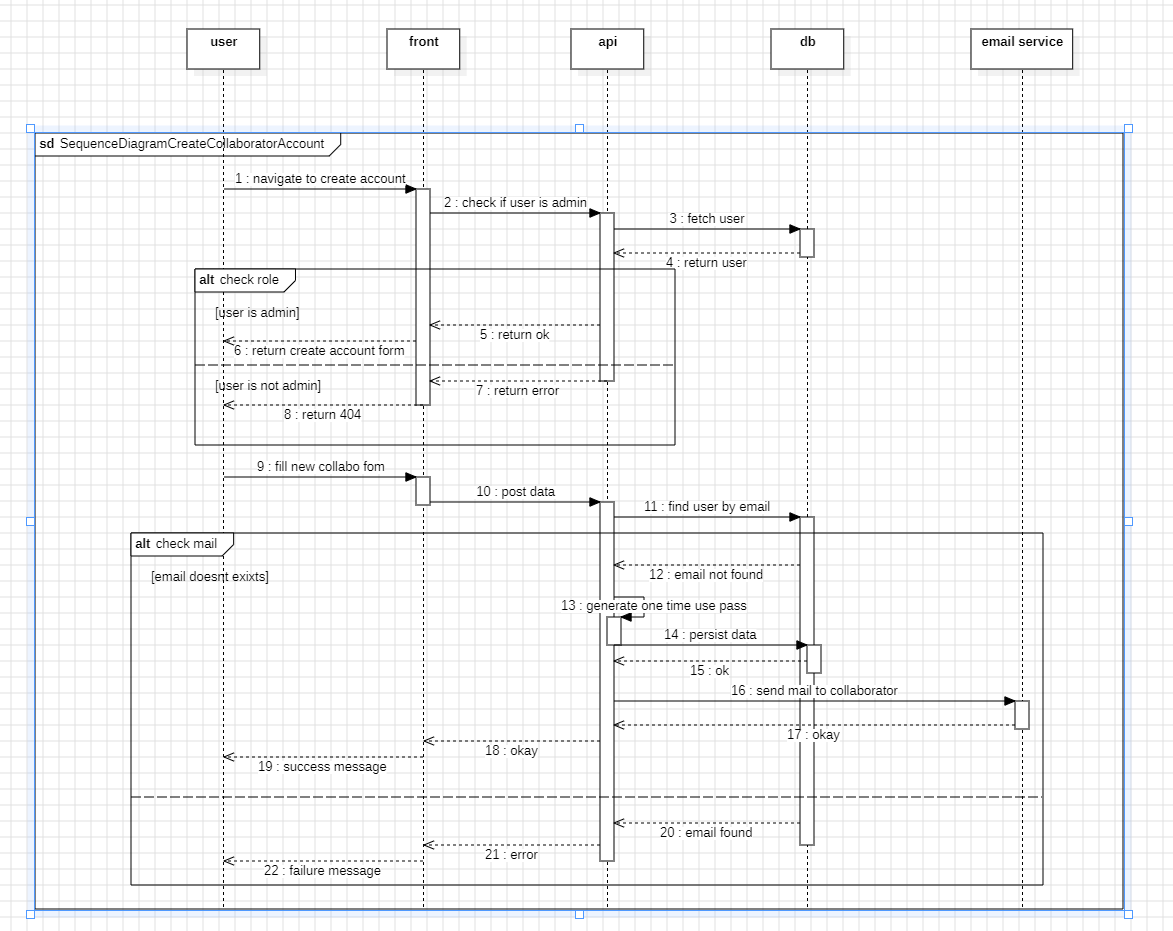 user
front
api
db
email service
sd SequenceDiagramCreateCollaboratorAccount
1 : navigate to create account
2 : check if user is admin
3 : fetch user
4 : return user
alt check role
[user is admin]
5 : return ok
6 : return create account form
[user is not admin]
7 : return error
8 : return 404
9 : fill new collabo fom
10 : post data
11 : find user by email
alt check mail
12 : email not found
[email doesnt exixts]
13 : generate one time use pass
14 : persist data
15 : ok
16 : send mail to collaborator
17 : okay
18 : okay
19 : success message
20 : email found
21 : error
22 : failure message